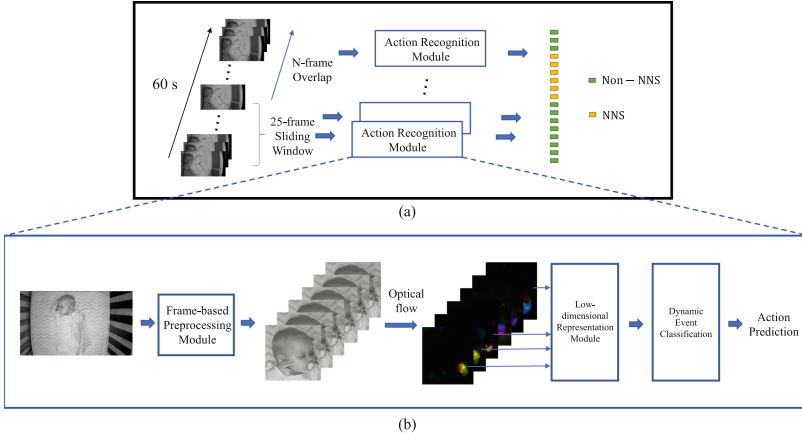 60 s
N-frame
Overlap
25-frame
Sliding
Window
Action Recognition
Module
Action Recognition
Module
Non − NNS
NNS
(a)
Frame-based
Preprocessing
Module
Optical
flow
Low-
dimensional
Representation
Module
Dynamic
Event
Classification
Action
Prediction
(b)